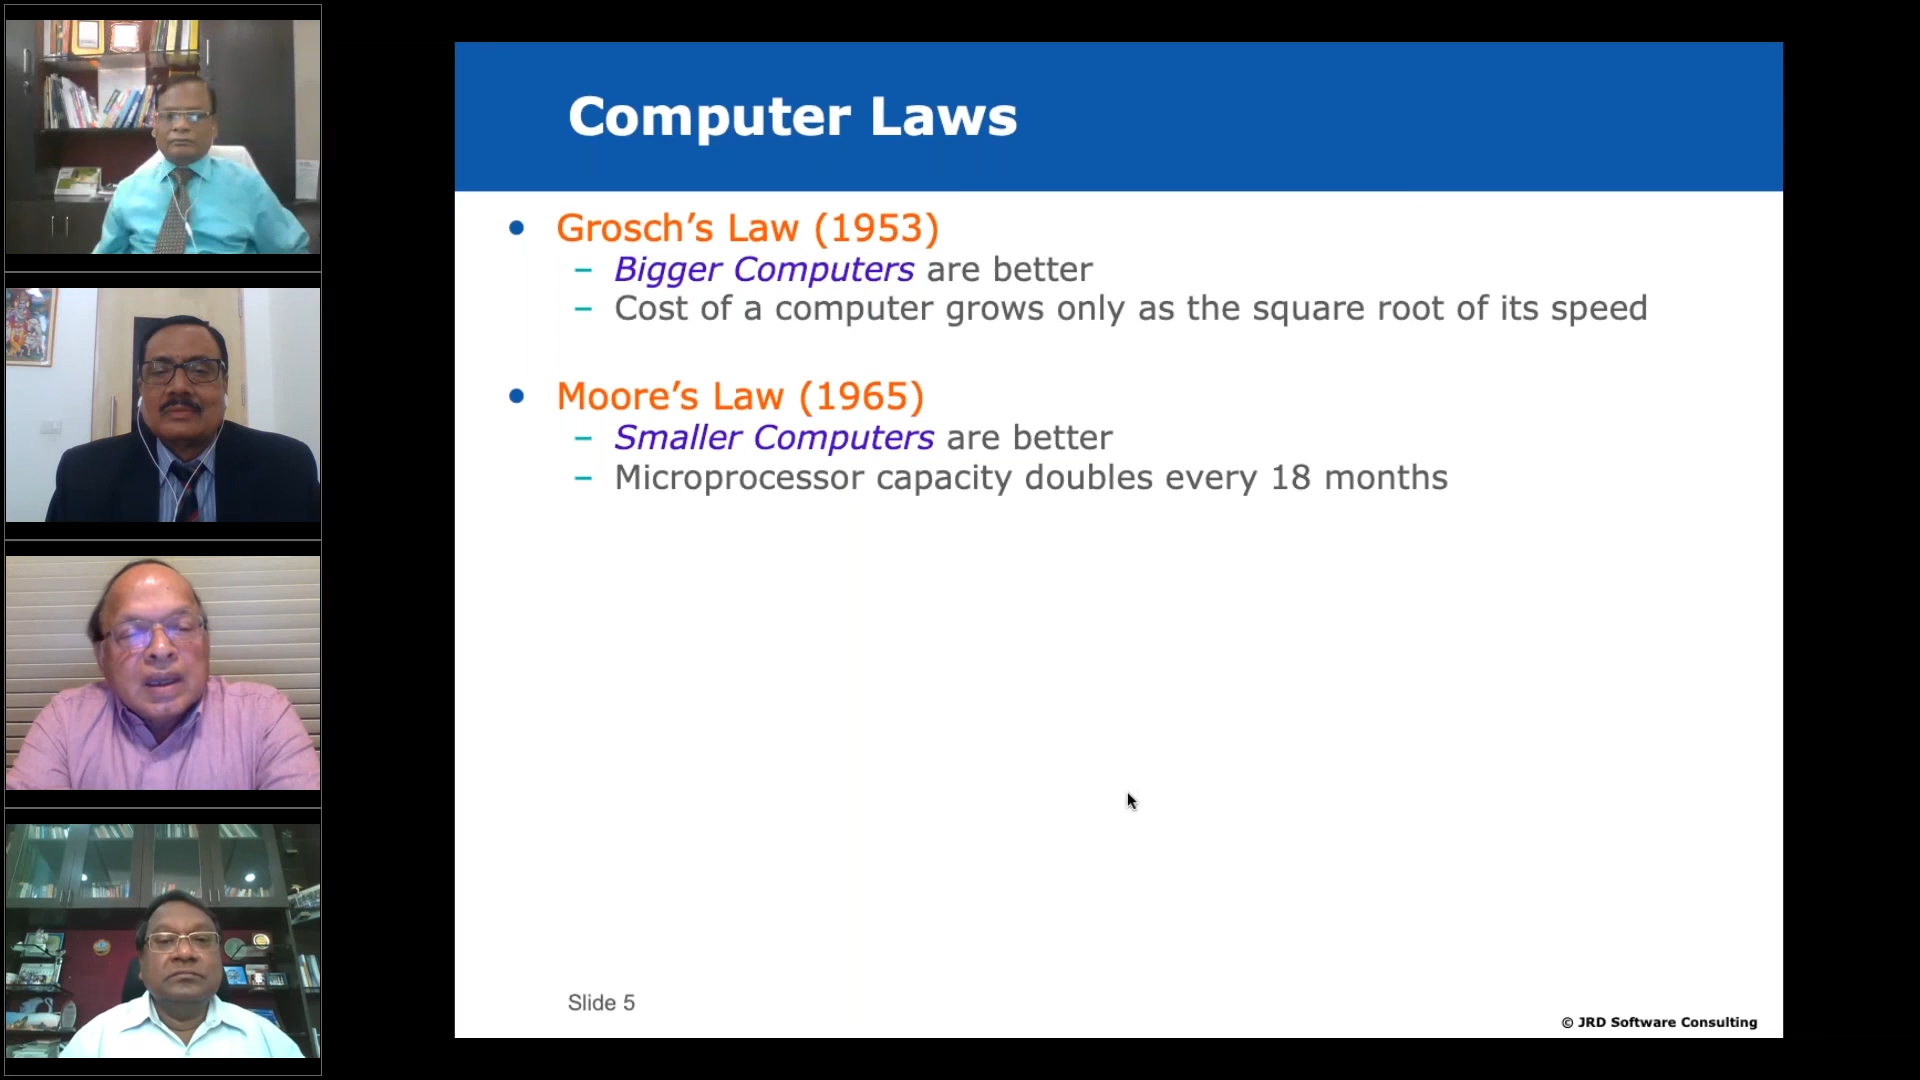 Computer Laws
• Grosch’s Law (1953)
– Bigger Computers are better
– Cost of a computer grows only as the square root of its speed
• Moore’s Law (1965)
– Smaller Computers are better
– Microprocessor capacity doubles every 18 months
Slide 5
© JRD Software Consulting